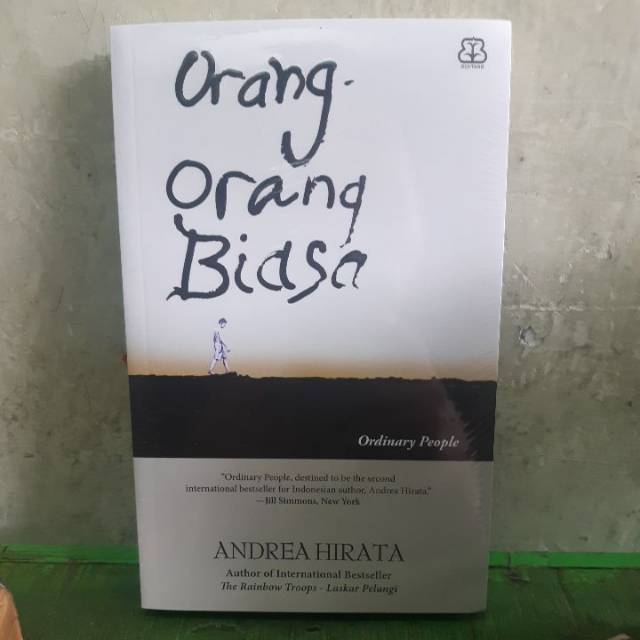 BENTANG
Orang-
Orang
Biasa
Ordinary People
"Ordinary People, destined to be the second
international bestseller for Indonesian author, Andrea Hirata."
—Bill Simmons, New York
ANDREA HIRATA
Author of International Bestseller
The Rainbow Troops - Laskar Pelangi